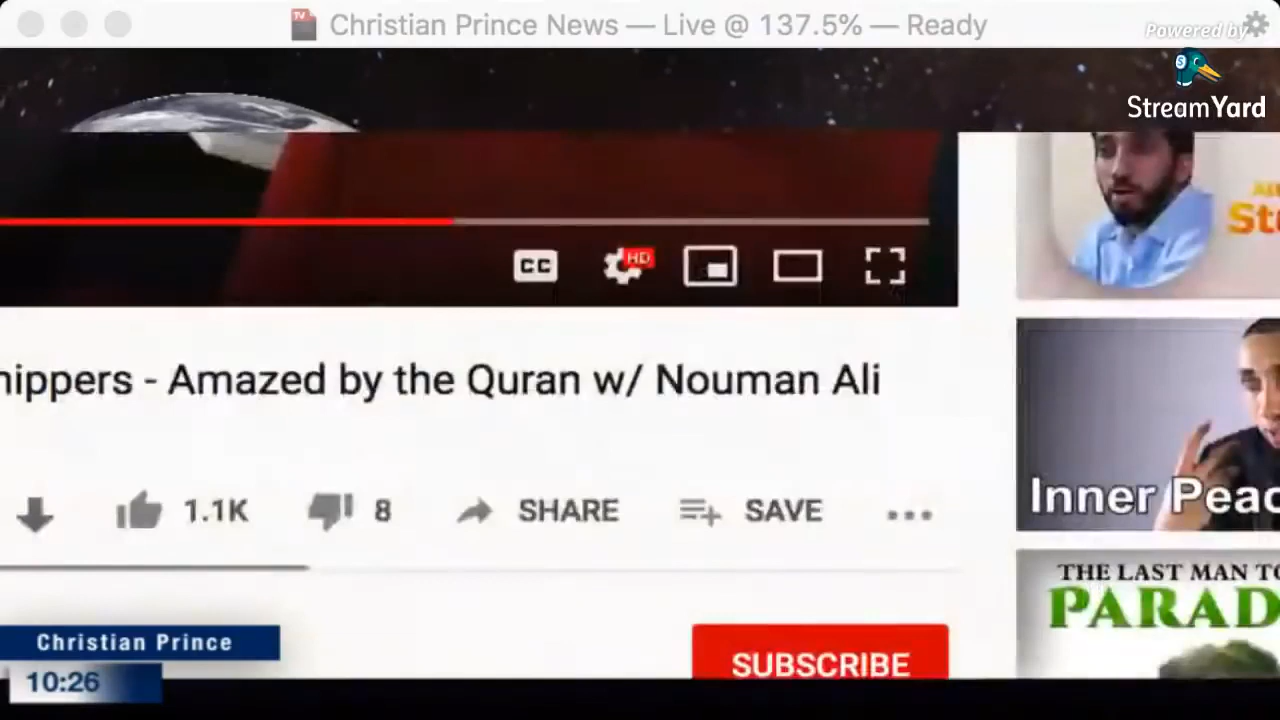 Christian Prince News — Live @ 137.5% — Ready
Powered by
StreamYard
CC
HD
hippers - Amazed by the Quran w/ Nouman Ali
1.1K
8
SHARE
SAVE
Inner Peac
THE LAST MAN TO
PARAD
Christian Prince
10:26
SUBSCRIBE